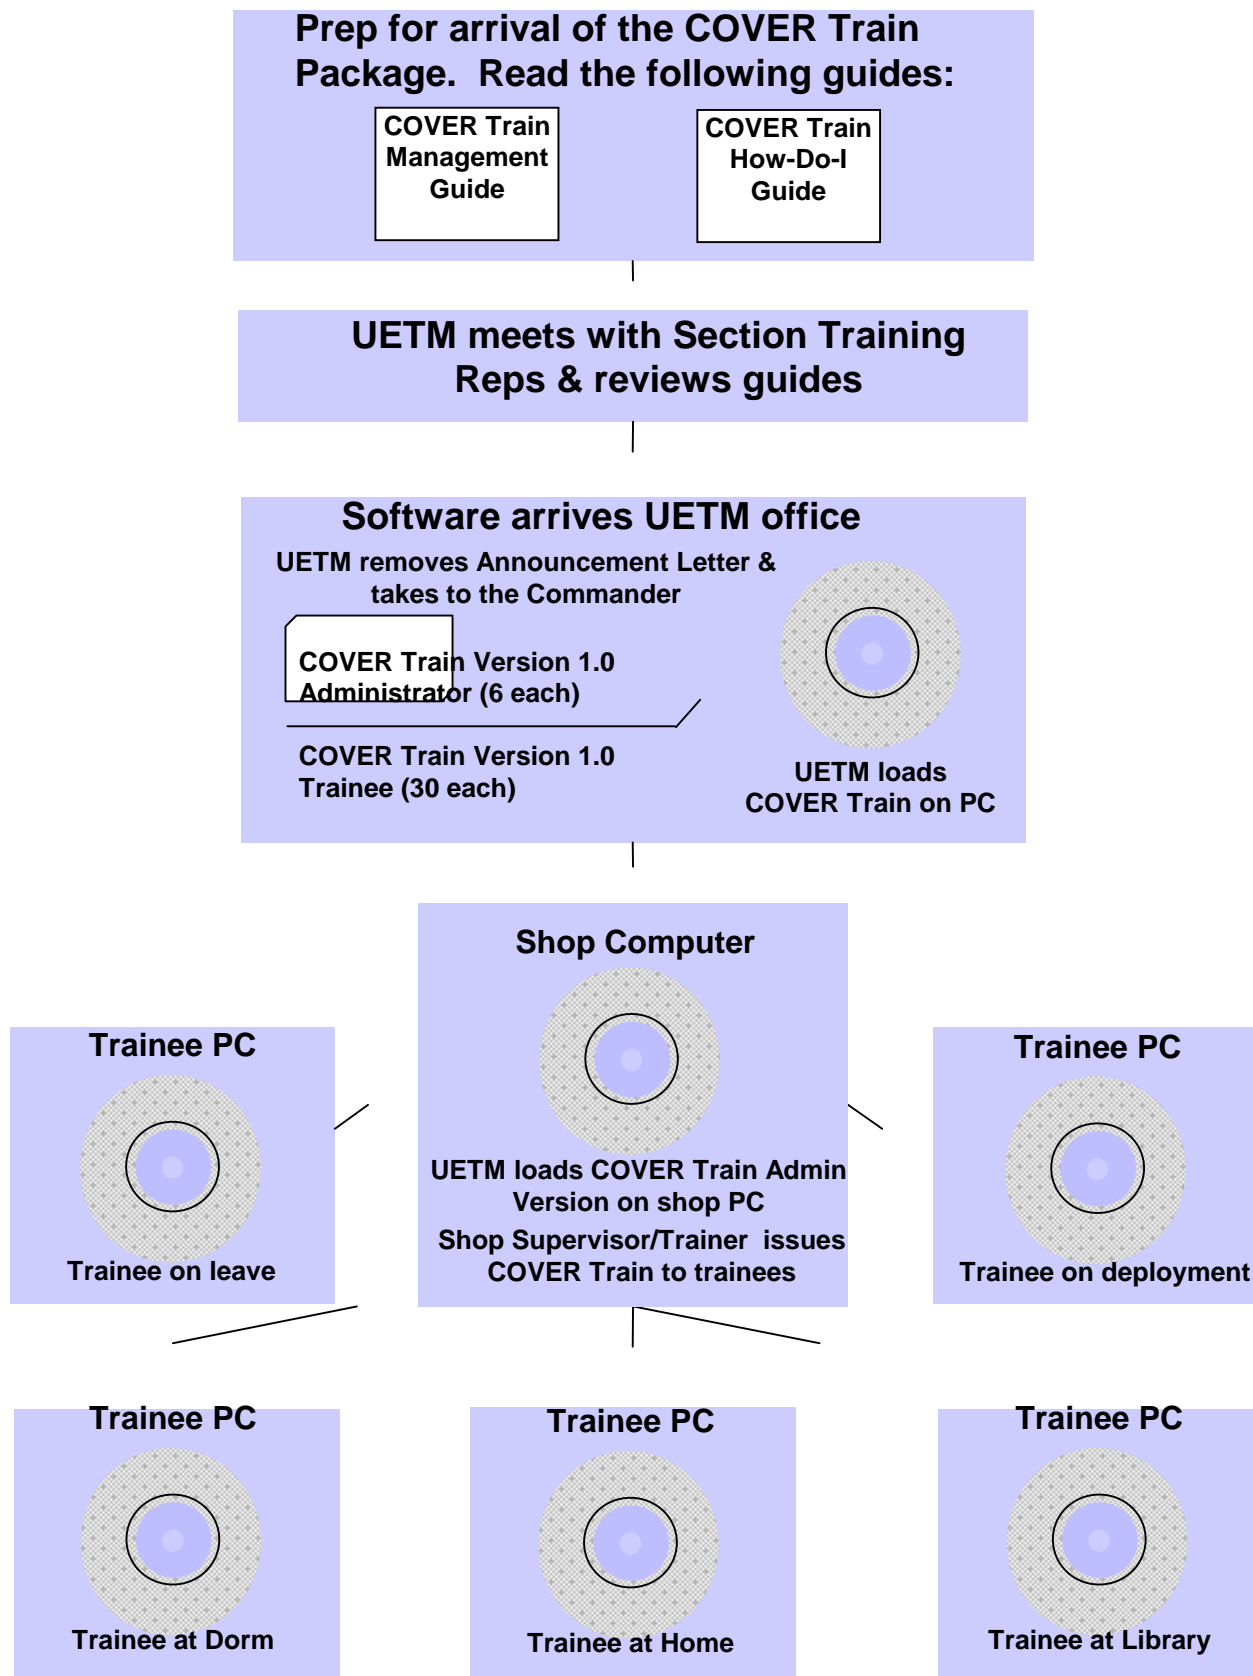 Prep for arrival of the COVER Train
Package.  Read the following guides:
COVER Train
Management
Guide
COVER Train
How-Do-I
Guide
UETM meets with Section Training
Reps & reviews guides
Software arrives UETM office
UETM removes Announcement Letter &
takes to the Commander
COVER Train Version 1.0
Administrator (6 each)
COVER Train Version 1.0
Trainee (30 each)
UETM loads
COVER Train on PC
Shop Computer
UETM loads COVER Train Admin
Version on shop PC
Shop Supervisor/Trainer  issues
COVER Train to trainees
Trainee PC
Trainee on leave
Trainee PC
Trainee on deployment
Trainee PC
Trainee at Dorm
Trainee PC
Trainee at Home
Trainee PC
Trainee at Library